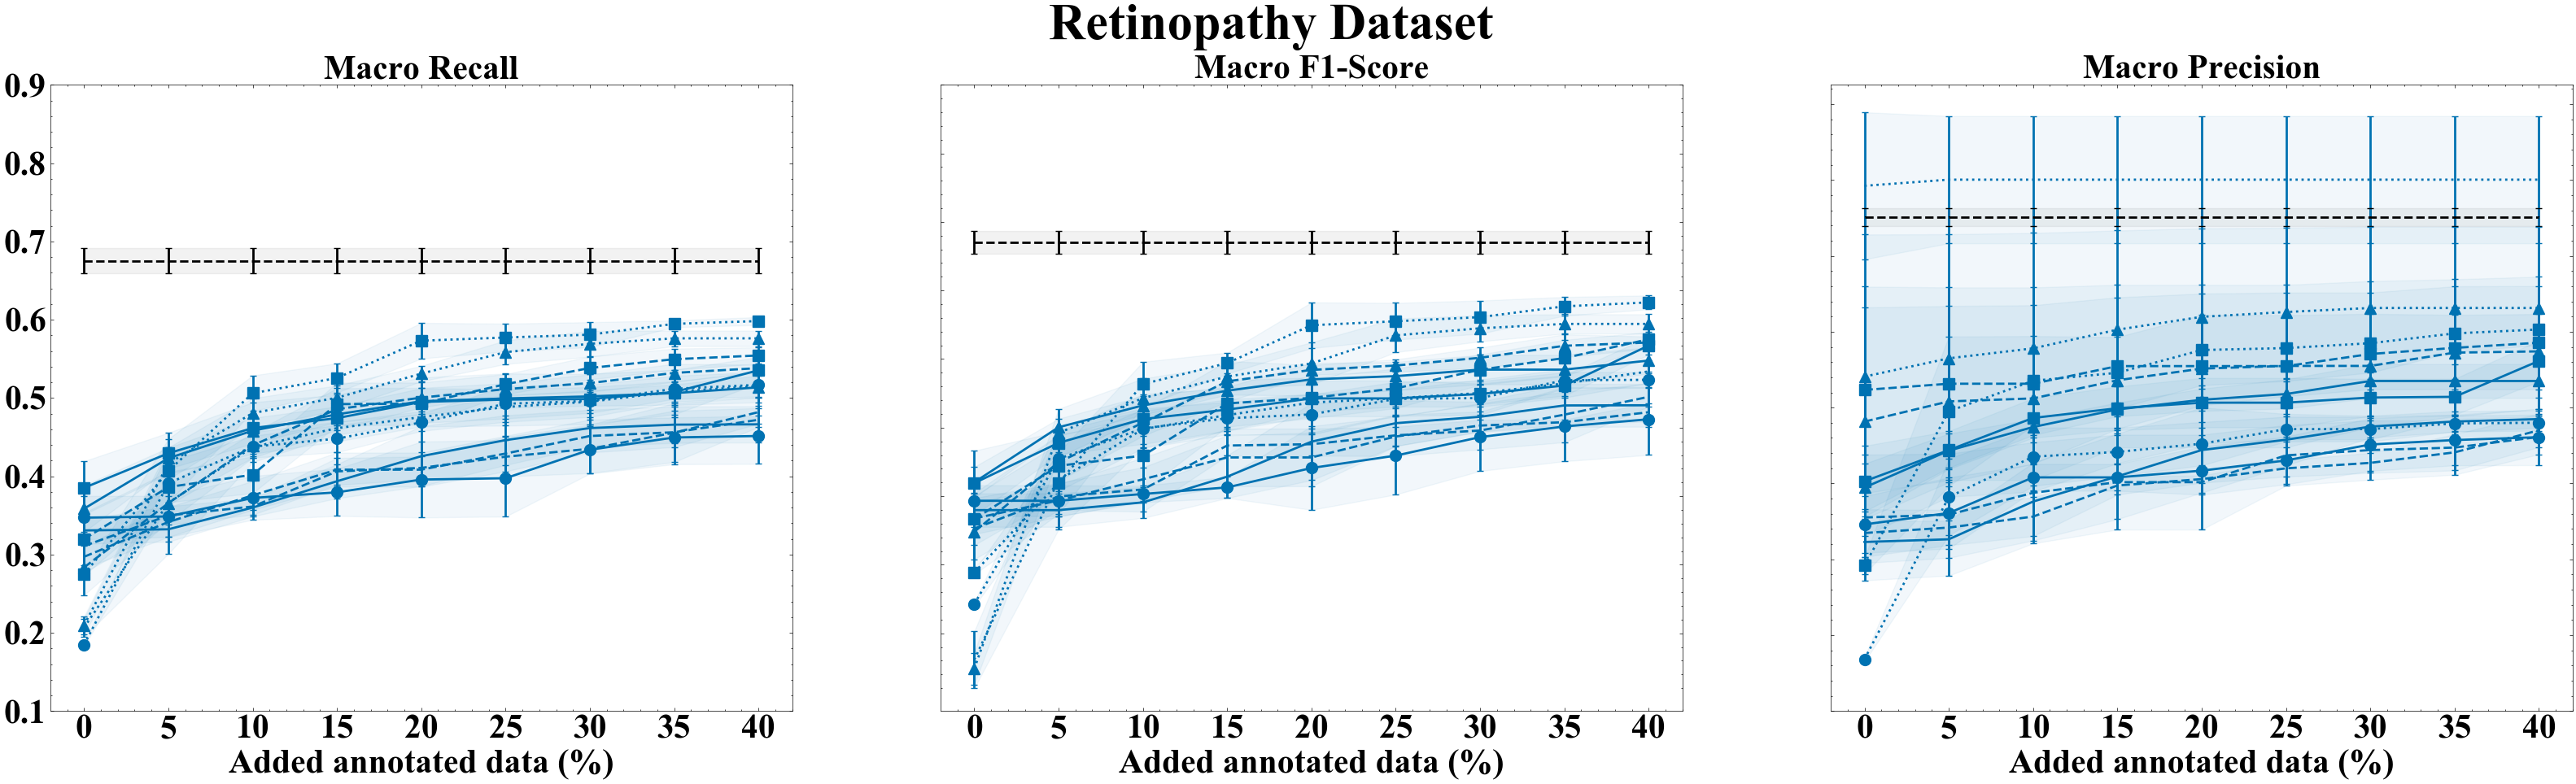 Retinopathy Dataset
Macro Recall
Macro F1-Score
Macro Precision
0.9
0.8
0.7
0.6
0.5
0.4
0.3
0.2
0.1
0 5 10 15 20 25 30 35 40
0 5 10 15 20 25 30 35 40
0 5 10 15 20 25 30 35 40
Added annotated data (%)
Added annotated data (%)
Added annotated data (%)